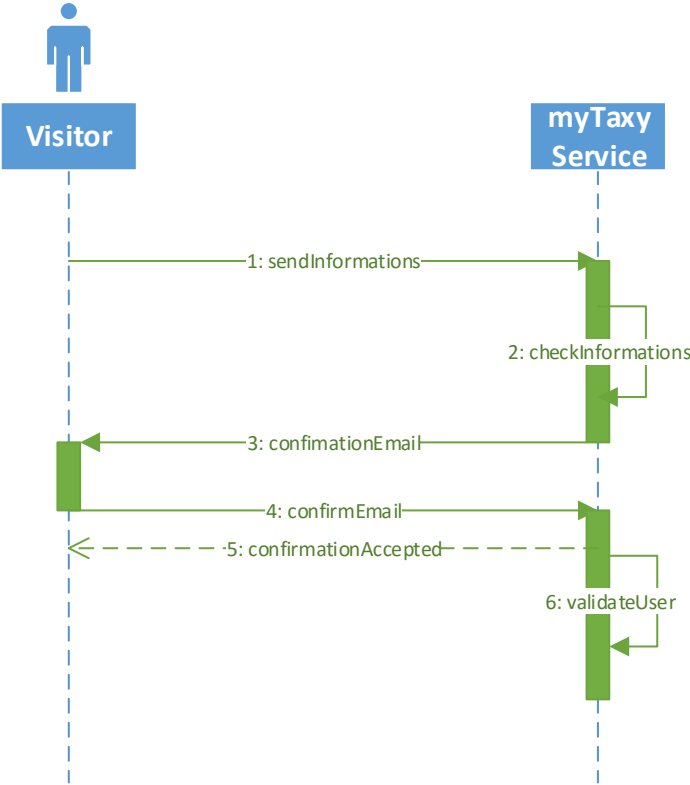 Visitor
myTaxy
Service
1: sendInformations
2: checkInformations
3: confimationEmail
4: confirmEmail
5: confirmationAccepted
6: validateUser